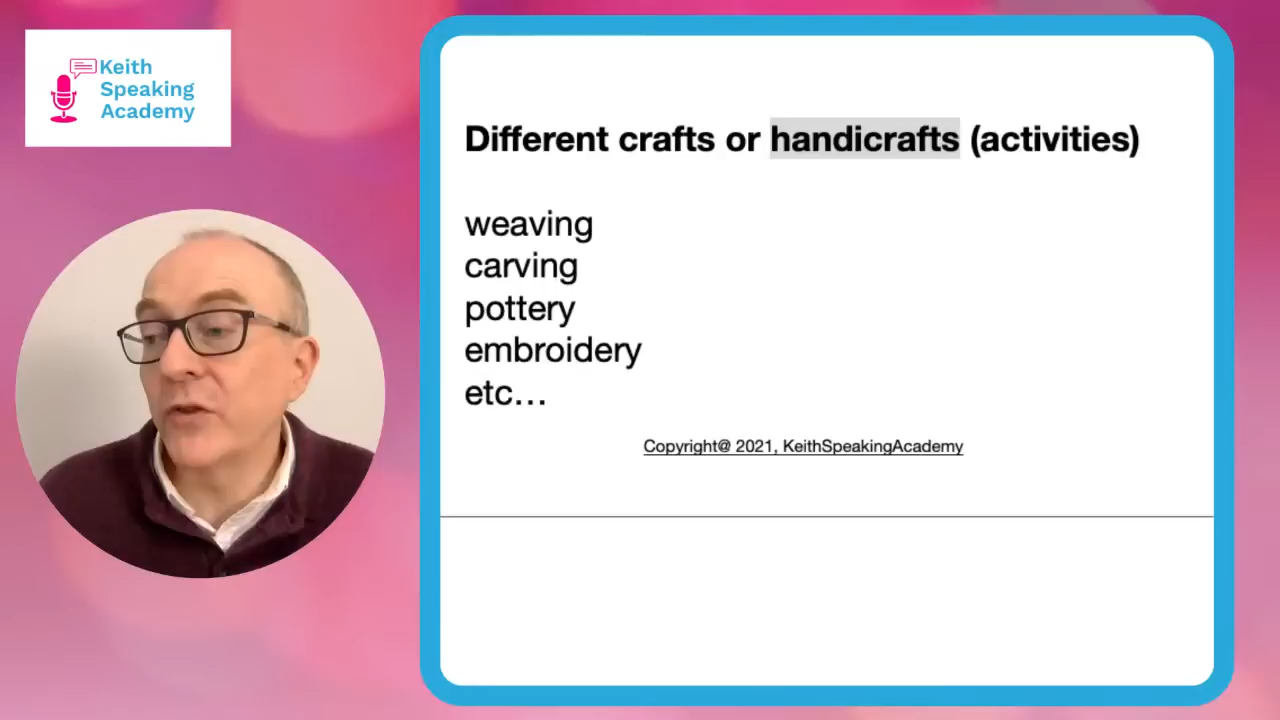 Keith
Speaking
Academy
Different crafts or handicrafts (activities)
weaving
carving
pottery
embroidery
etc…
Copyright@ 2021, KeithSpeakingAcademy